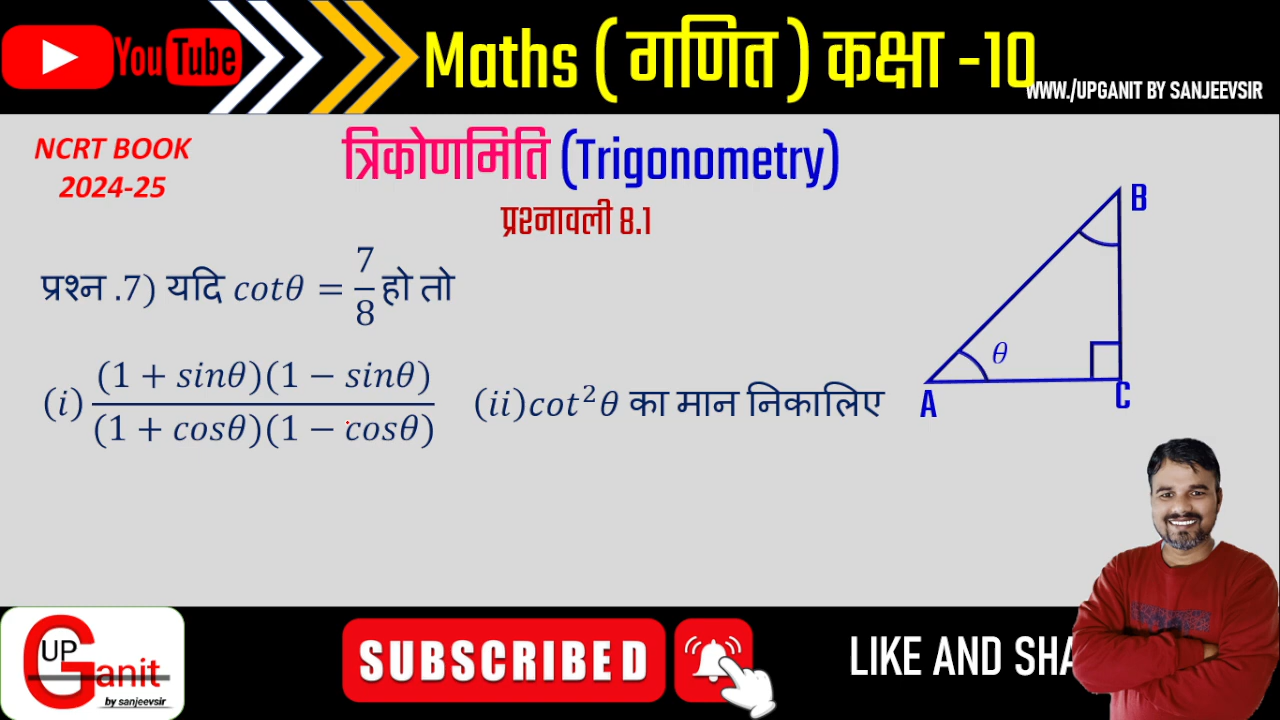 YouTube
Maths ( गणित ) कक्षा -10
WWW./UPGANIT BY SANJEEVSIR
NCRT BOOK
2024-25
त्रिकोणमिति (Trigonometry)
प्रश्नावली 8.1
प्रश्न .7) यदि cotθ = 7/8 हो तो
(i) (1 + sinθ)(1 − sinθ) / (1 + cosθ)(1 − cosθ) (ii)cot²θ का मान निकालिए
B
θ
A
C
UP Ganit
by sanjeevsir
SUBSCRIBED
LIKE AND SHA